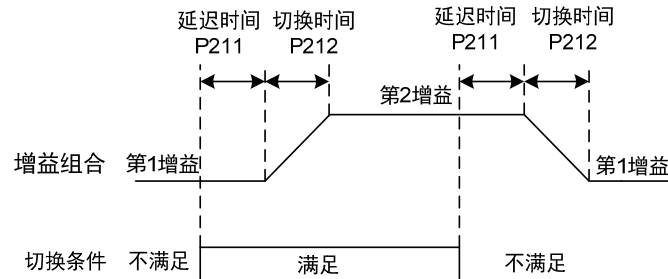 延迟时间 切换时间 延迟时间 切换时间
P211 P212 P211 P212
第2增益
增益组合 第1增益 第1增益
切换条件 不满足 满足 不满足